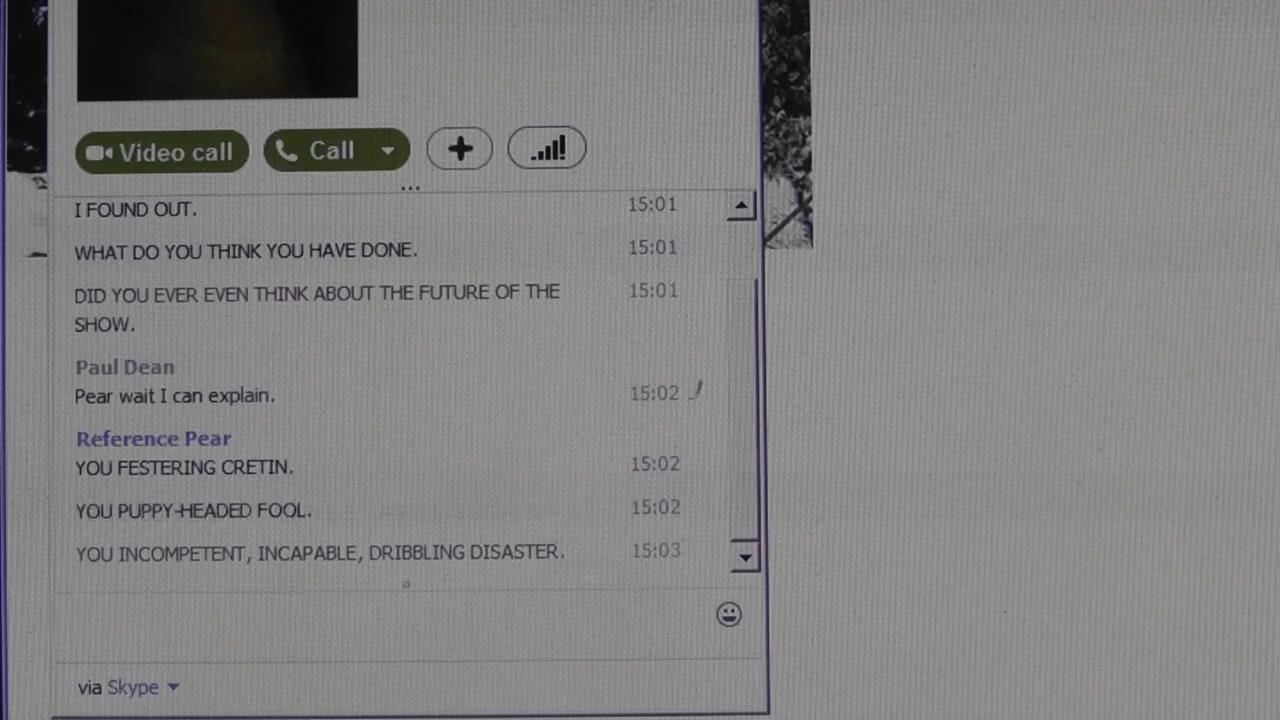 Video call
Call
I FOUND OUT. 15:01
WHAT DO YOU THINK YOU HAVE DONE. 15:01
DID YOU EVER EVEN THINK ABOUT THE FUTURE OF THE 15:01
SHOW.
Paul Dean
Pear wait I can explain. 15:02
Reference Pear
YOU FESTERING CRETIN. 15:02
YOU PUPPY-HEADED FOOL. 15:02
YOU INCOMPETENT, INCAPABLE, DRIBBLING DISASTER. 15:03
via Skype